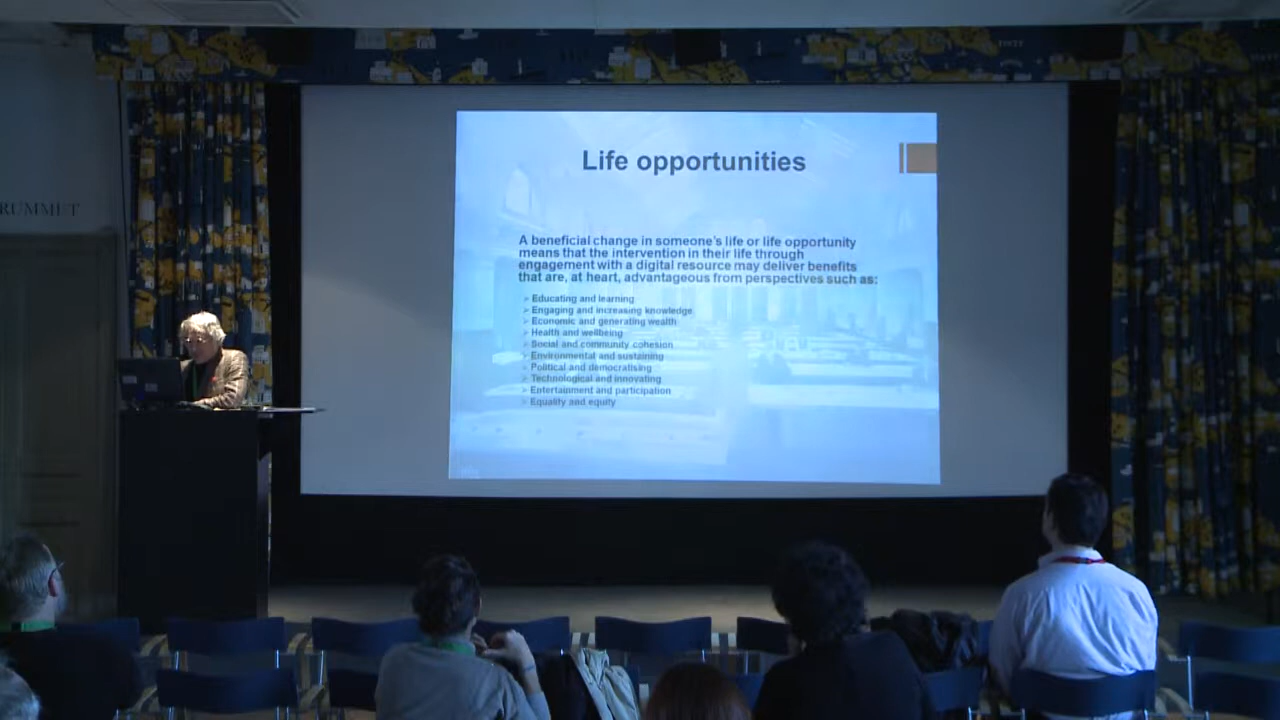 RUMMET
Life opportunities
A beneficial change in someone's life or life opportunity
means that the intervention in their life through
engagement with a digital resource may deliver benefits
that are, at heart, advantageous from perspectives such as:
Educating and learning
Engaging and increasing knowledge
Economic and generating wealth
Health and wellbeing
Social and community cohesion
Environmental and sustaining
Political and democratising
Technological and innovating
Entertainment and participation
Equality and equity